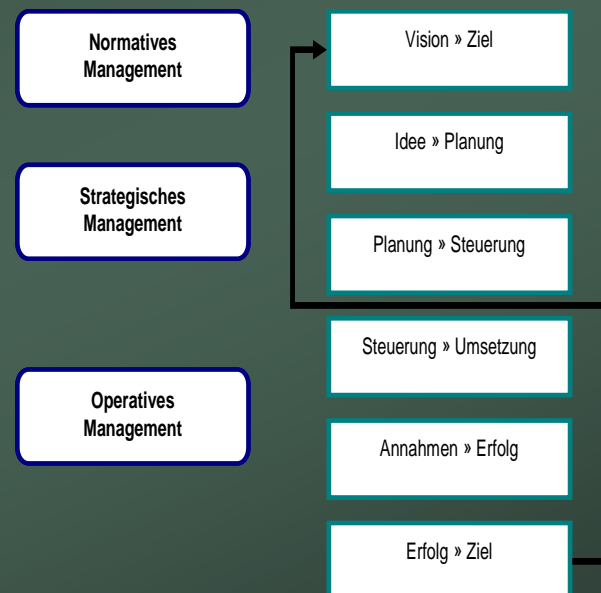 Normatives
Management
Vision » Ziel
Idee » Planung
Strategisches
Management
Planung » Steuerung
Steuerung » Umsetzung
Operatives
Management
Annahmen » Erfolg
Erfolg » Ziel